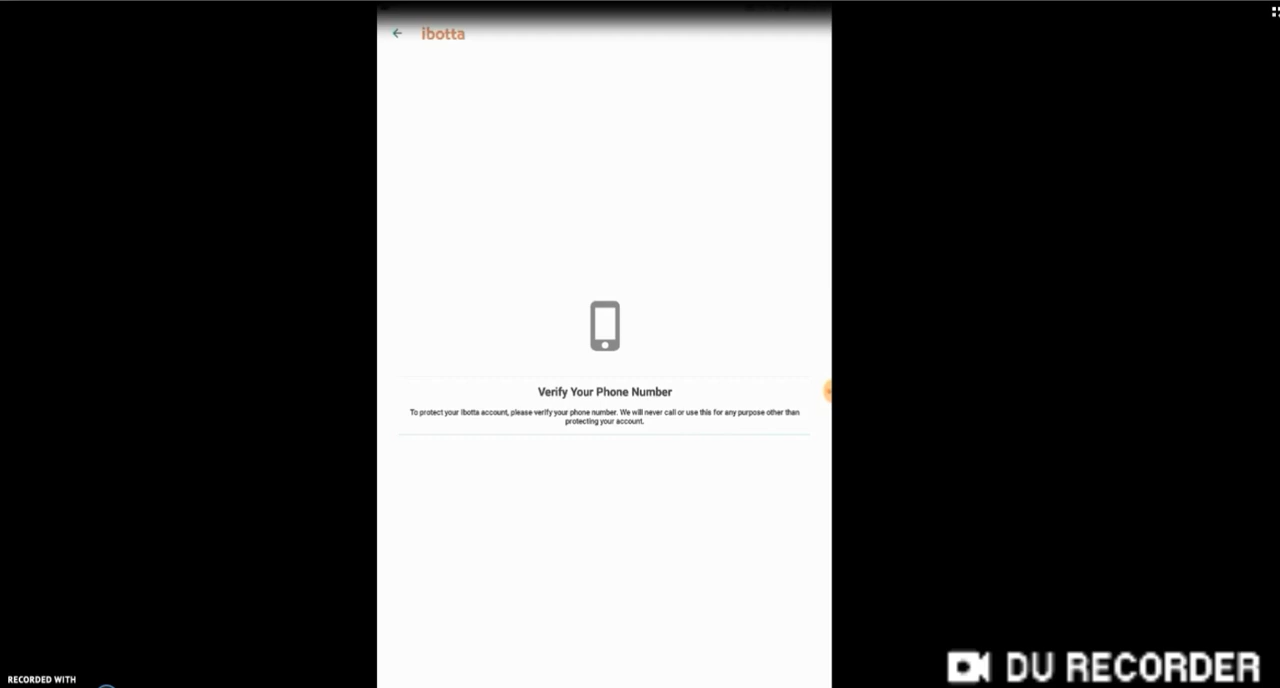 ibotta
Verify Your Phone Number
To protect your Ibotta account, please verify your phone number. We will never call or use this for any purpose other than
protecting your account.
DU RECORDER
RECORDED WITH